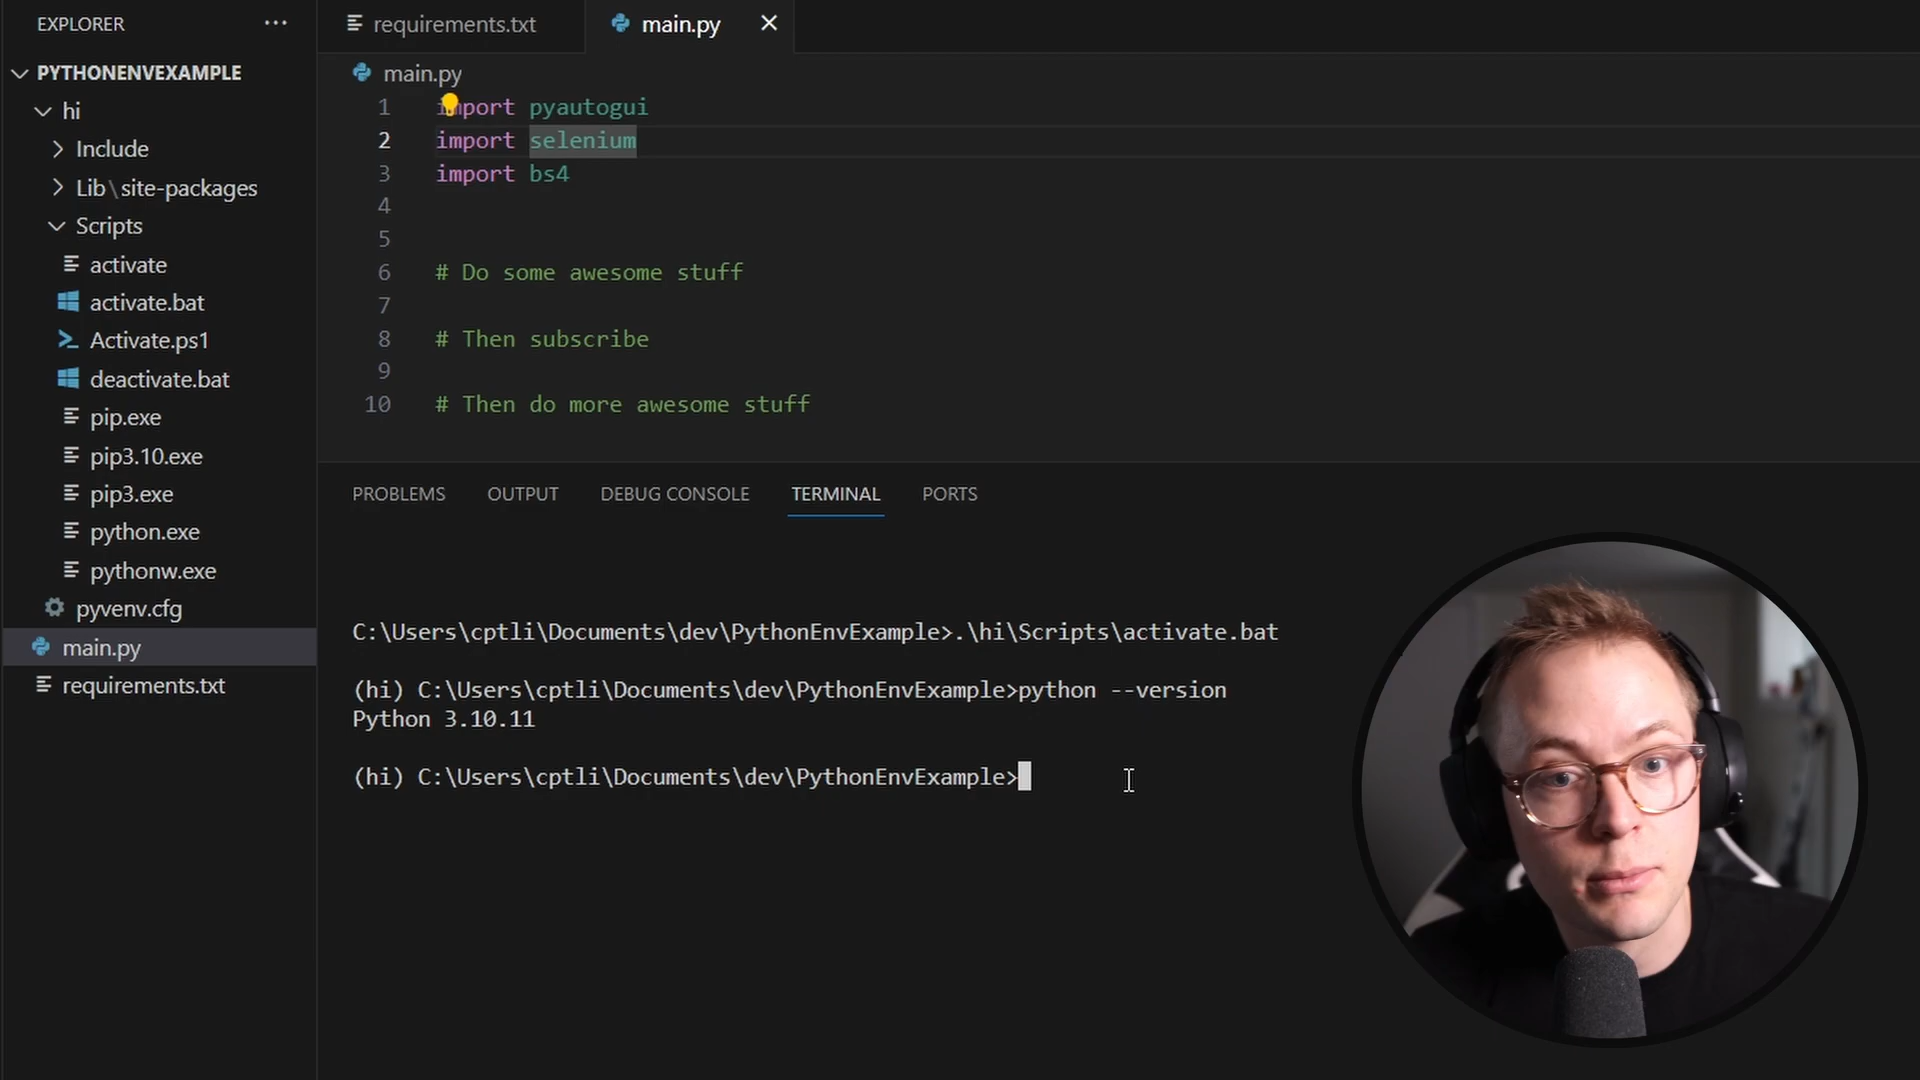 EXPLORER
PYTHONENVEXAMPLE
hi
Include
Lib\site-packages
Scripts
activate
activate.bat
Activate.ps1
deactivate.bat
pip.exe
pip3.10.exe
pip3.exe
python.exe
pythonw.exe
pyvenv.cfg
main.py
requirements.txt
requirements.txt main.py
main.py
1 import pyautogui
2 import selenium
3 import bs4
4
5
6 # Do some awesome stuff
7
8 # Then subscribe
9
10 # Then do more awesome stuff
PROBLEMS OUTPUT DEBUG CONSOLE TERMINAL PORTS
C:\Users\cptli\Documents\dev\PythonEnvExample>.\hi\Scripts\activate.bat
(hi) C:\Users\cptli\Documents\dev\PythonEnvExample>python --version
Python 3.10.11
(hi) C:\Users\cptli\Documents\dev\PythonEnvExample>